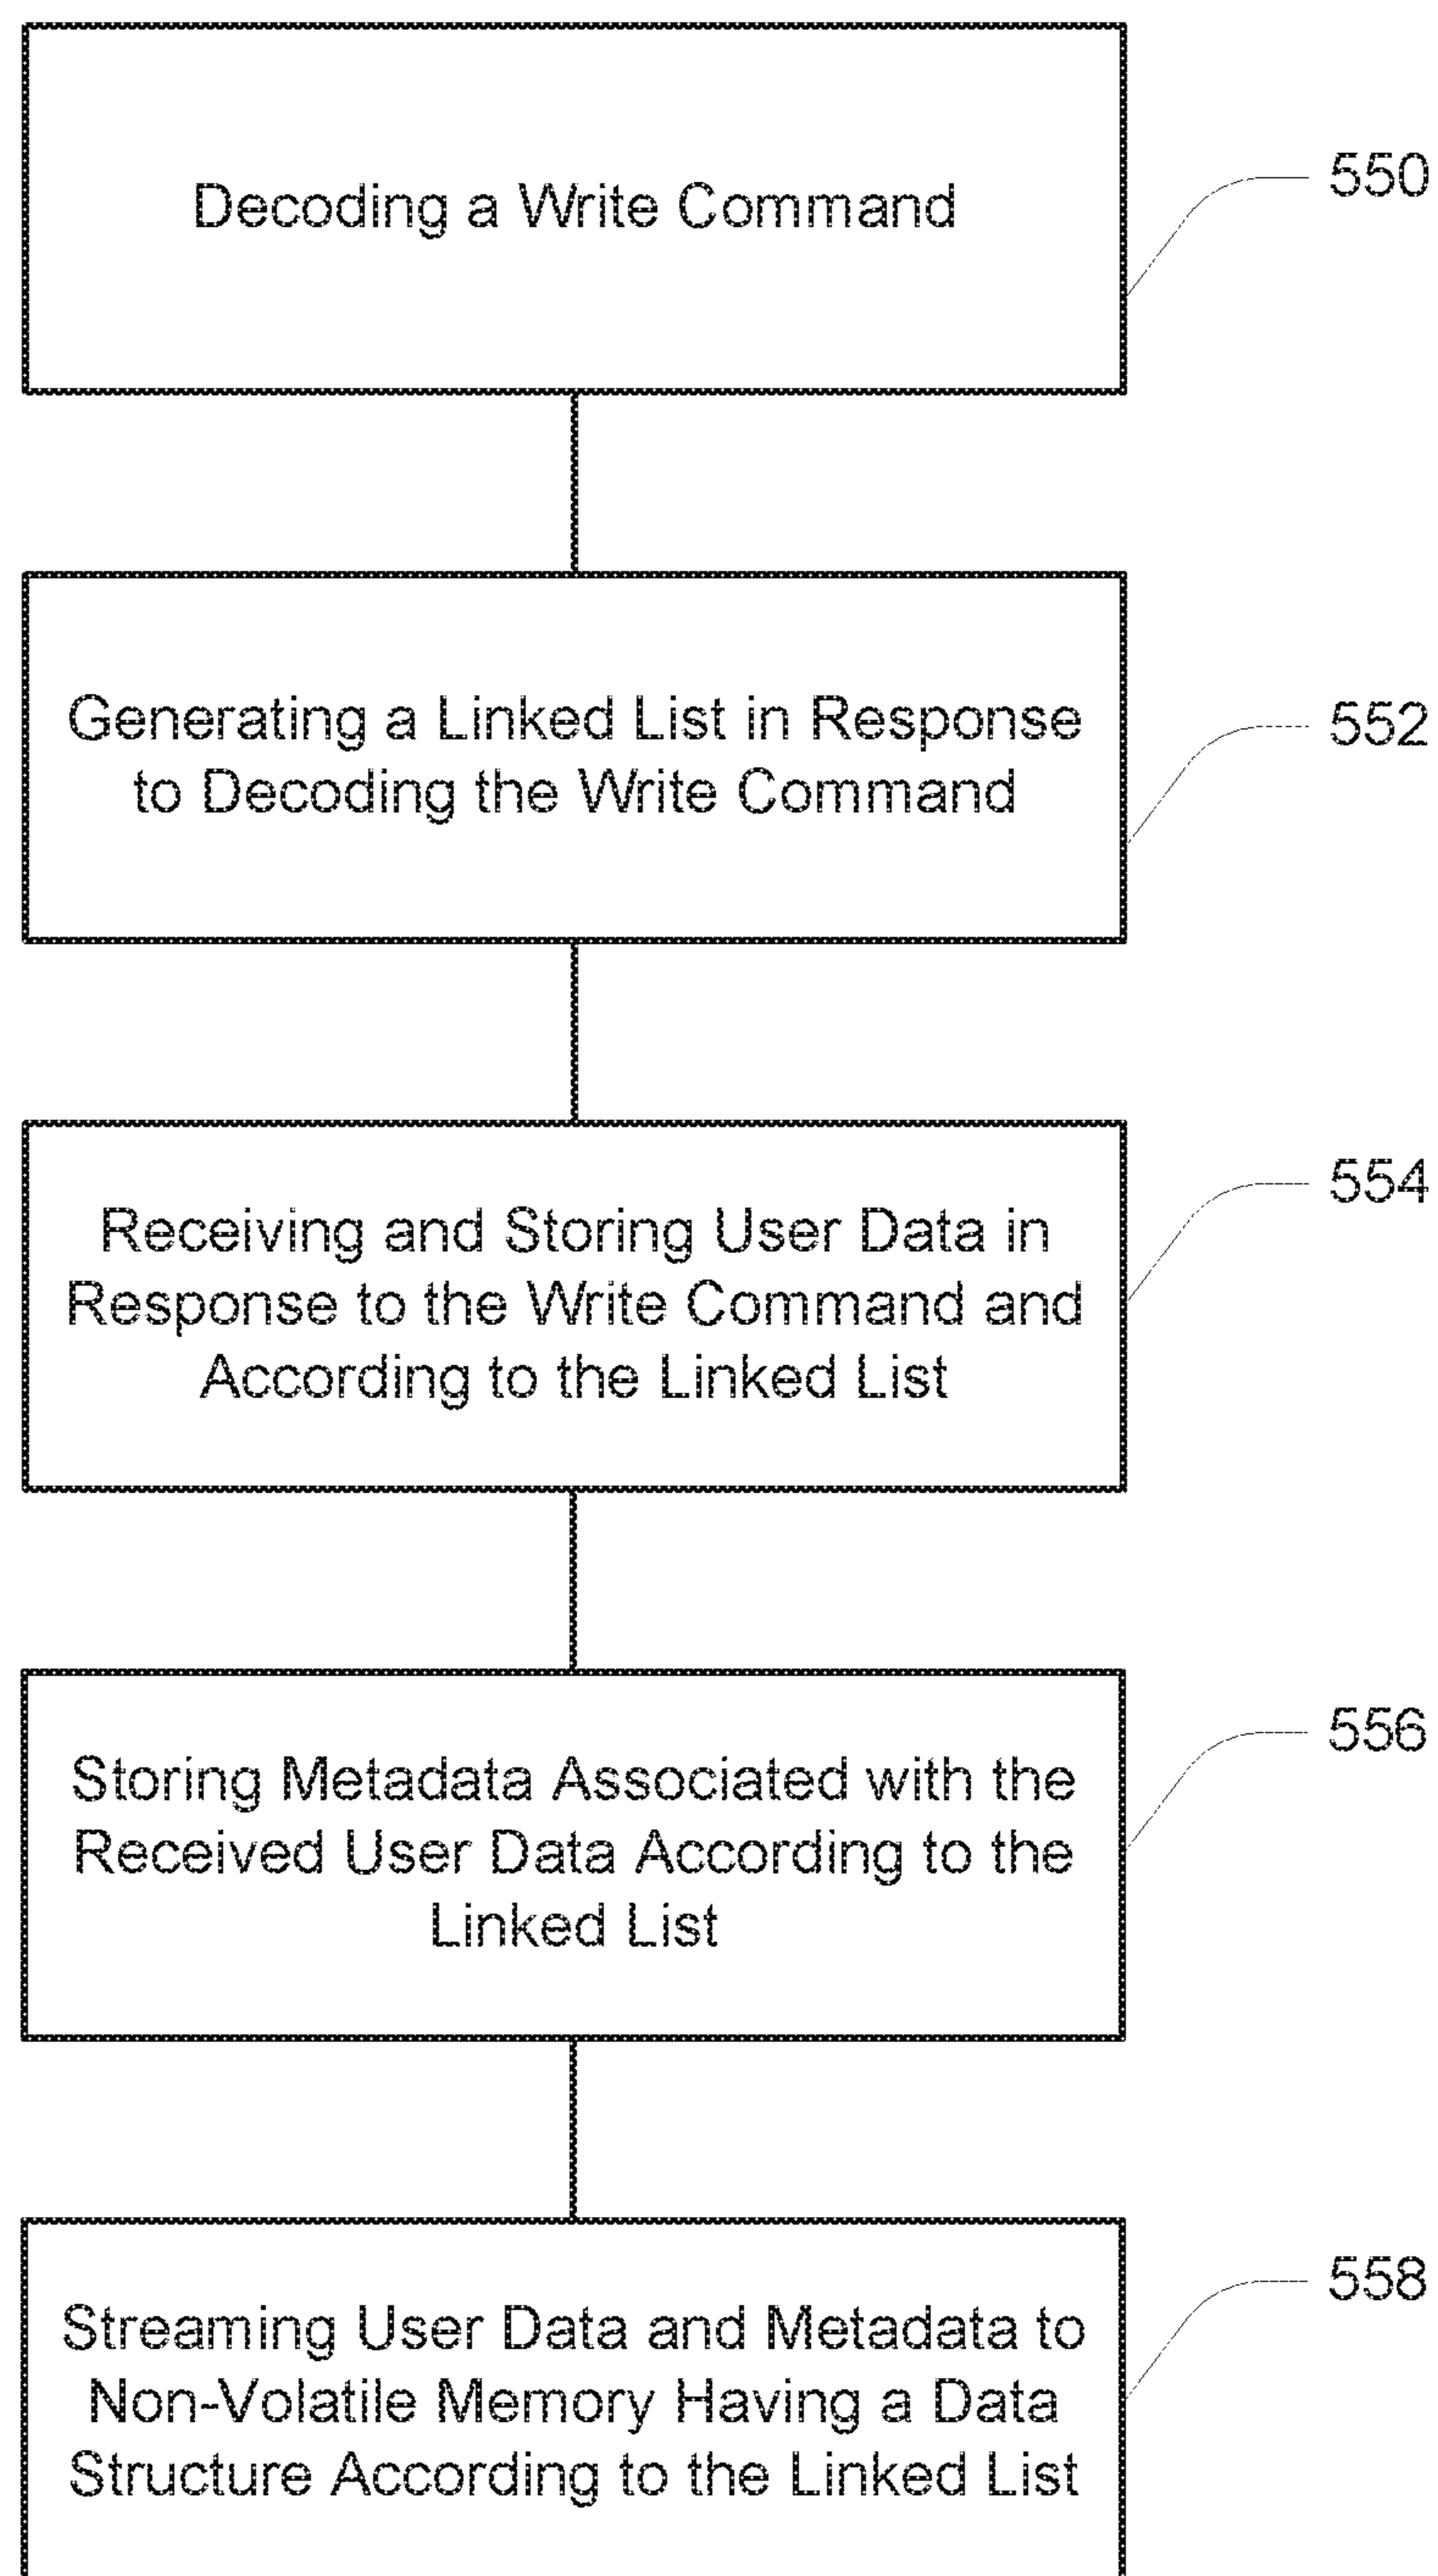 Decoding a Write Command
550
Generating a Linked List in Response
to Decoding the Write Command
552
Receiving and Storing User Data in
Response to the Write Command and
According to the Linked List
554
Storing Metadata Associated with the
Received User Data According to the
Linked List
556
Streaming User Data and Metadata to
Non-Volatile Memory Having a Data
Structure According to the Linked List
558